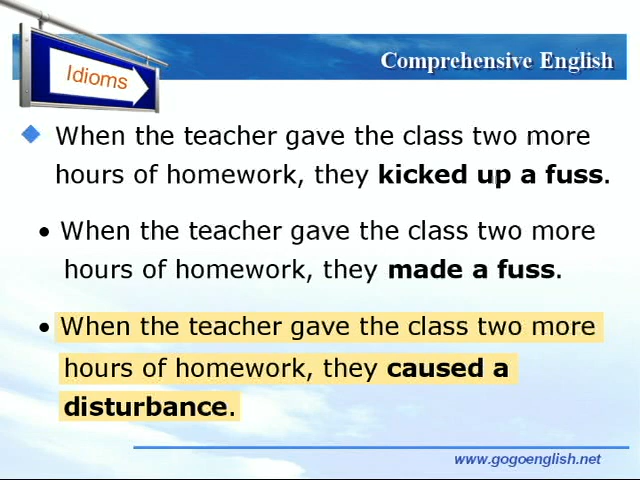 Idioms
Comprehensive English
When the teacher gave the class two more
hours of homework, they kicked up a fuss.
• When the teacher gave the class two more
hours of homework, they made a fuss.
• When the teacher gave the class two more
hours of homework, they caused a
disturbance.
www.gogoenglish.net